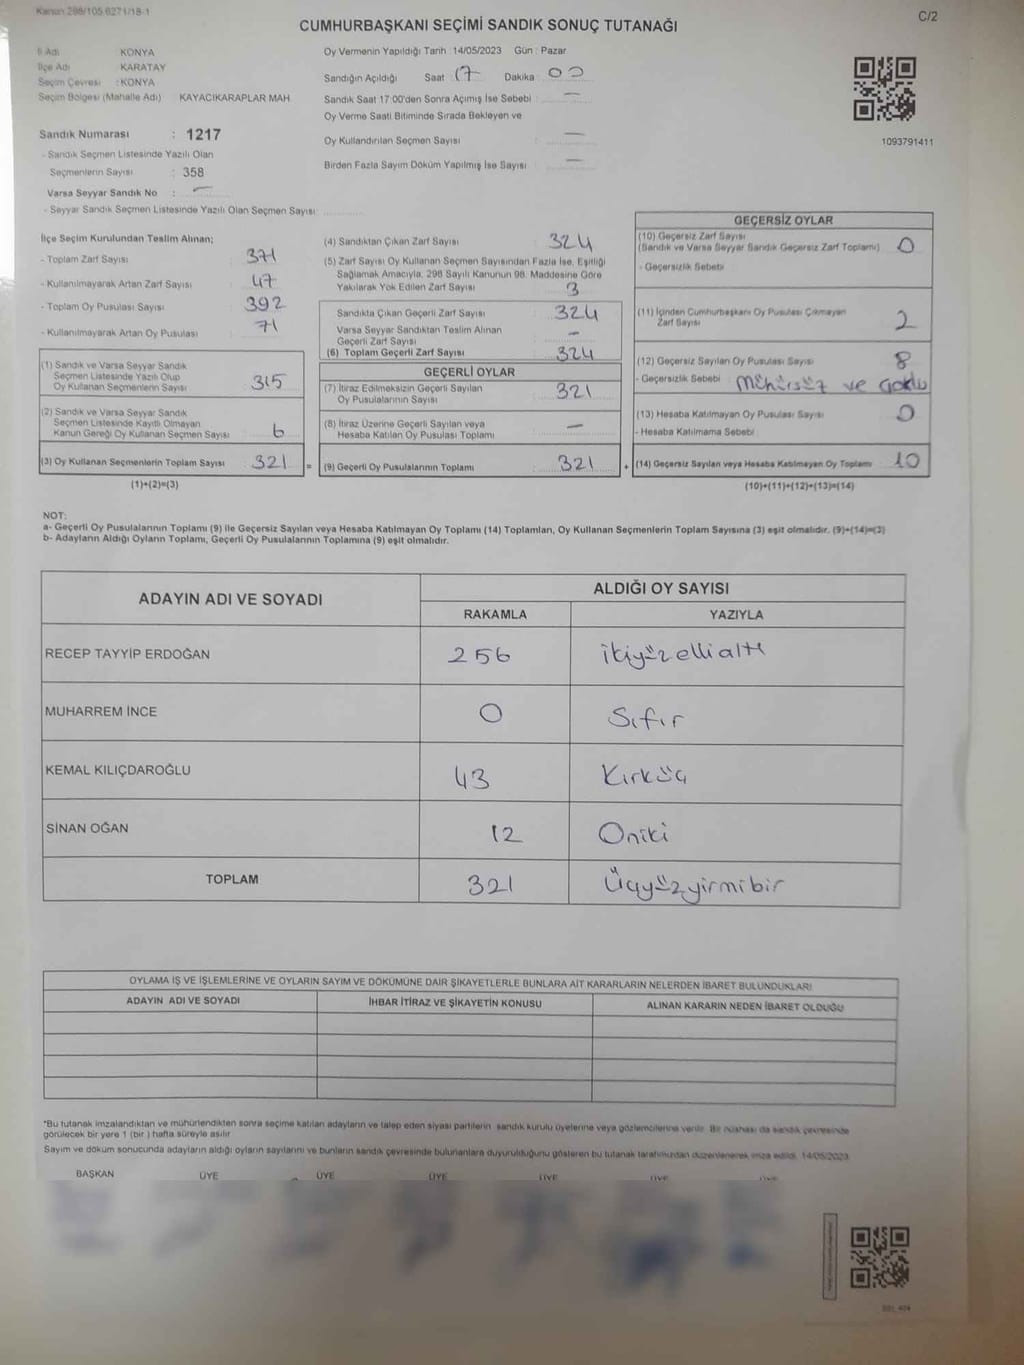 Kanun 298/105,6271/18-1
C/2
CUMHURBAŞKANI SEÇİMİ SANDIK SONUÇ TUTANAĞI
İl Adı KONYA
İlçe Adı KARATAY
Seçim Çevresi : KONYA
Seçim Bölgesi (Mahalle Adı) KAYACIKARAPLAR MAH.
Sandık Numarası : 1217
- Sandık Seçmen Listesinde Yazılı Olan
Seçmenlerin Sayısı : 358
Varsa Seyyar Sandık No : —
- Seyyar Sandık Seçmen Listesinde Yazılı Olan Seçmen Sayısı:
Oy Vermenin Yapıldığı Tarih :14/05/2023 Gün : Pazar
Sandığın Açıldığı Saat 17 Dakika 00
Sandık Saat 17:00'den Sonra Açımış İse Sebebi : —
Oy Verme Saati Bitiminde Sırada Bekleyen ve
Oy Kullandırılan Seçmen Sayısı : —
Birden Fazla Sayım Döküm Yapılmış İse Sayısı : —
1093791411
İlçe Seçim Kurulundan Teslim Alınan;
- Toplam Zarf Sayısı 371
- Kullanılmayarak Artan Zarf Sayısı 47
- Toplam Oy Pusulası Sayısı 392
- Kullanılmayarak Artan Oy Pusulası 71
(1) Sandık ve Varsa Seyyar Sandık
Seçmen Listesinde Yazılı Olup
Oy Kullanan Seçmenlerin Sayısı : 315
(2) Sandık ve Varsa Seyyar Sandık
Seçmen Listesinde Kayıtlı Olmayan
Kanun Gereği Oy Kullanan Seçmen Sayısı : 6
(3) Oy Kullanan Seçmenlerin Toplam Sayısı : 321 =
(1)+(2)=(3)
(4) Sandıktan Çıkan Zarf Sayısı 324
(5) Zarf Sayısı Oy Kullanan Seçmen Sayısından Fazla İse, Eşitliği
Sağlamak Amacıyla, 298 Sayılı Kanunun 98. Maddesine Göre
Yakılarak Yok Edilen Zarf Sayısı 3
Sandıkta Çıkan Geçerli Zarf Sayısı : 324
Varsa Seyyar Sandıktan Teslim Alınan
Geçerli Zarf Sayısı —
(6) Toplam Geçerli Zarf Sayısı 324
GEÇERLİ OYLAR
(7) İtiraz Edilmeksizin Geçerli Sayılan
Oy Pusulalarının Sayısı 321
(8) İtiraz Üzerine Geçerli Sayılan veya
Hesaba Katılan Oy Pusulası Toplamı —
(9) Geçerli Oy Pusulalarının Toplamı : 321 +
GEÇERSİZ OYLAR
(10) Geçersiz Zarf Sayısı
(Sandık ve Varsa Seyyar Sandık Geçersiz Zarf Toplamı) 0
- Geçersizlik Sebebi
(11) İçinden Cumhurbaşkanı Oy Pusulası Çıkmayan
Zarf Sayısı 2
(12) Geçersiz Sayılan Oy Pusulası Sayısı 8
- Geçersizlik Sebebi Mühürsüz ve Çoklu
(13) Hesaba Katılmayan Oy Pusulası Sayısı 0
- Hesaba Katılmama Sebebi
(14) Geçersiz Sayılan veya Hesaba Katılmayan Oy Toplamı 10
(10)+(11)+(12)+(13)=(14)
NOT:
a- Geçerli Oy Pusulalarının Toplamı (9) ile Geçersiz Sayılan veya Hesaba Katılmayan Oy Toplamı (14) Toplamları, Oy Kullanan Seçmenlerin Toplam Sayısına (3) eşit olmalıdır. (9)+(14)=(3)
b- Adayların Aldığı Oyların Toplamı, Geçerli Oy Pusulalarının Toplamına (9) eşit olmalıdır.
ADAYIN ADI VE SOYADI ALDIĞI OY SAYISI
RAKAMLA YAZIYLA
RECEP TAYYİP ERDOĞAN 256 ikiyüzellialtı
MUHARREM İNCE 0 Sıfır
KEMAL KILIÇDAROĞLU 43 Kırküç
SİNAN OĞAN 12 Oniki
TOPLAM 321 Üçyüzyirmibir
OYLAMA İŞ VE İŞLEMLERİNE VE OYLARIN SAYIM VE DÖKÜMÜNE DAİR ŞİKAYETLERLE BUNLARA AİT KARARLARIN NELERDEN İBARET BULUNDUKLARI
ADAYIN ADI VE SOYADI İHBAR İTİRAZ VE ŞİKAYETİN KONUSU ALINAN KARARIN NEDEN İBARET OLDUĞU
*Bu tutanak imzalandıktan ve mühürlendikten sonra seçime katılan adayların ve talep eden siyasi partilerin sandık kurulu üyelerine veya gözlemcilerine verilir. Bir nüshası da sandık çevresinde
görülecek bir yere 1 (bir ) hafta süreyle asılır
Sayım ve döküm sonucunda adayların aldığı oyların sayılarını ve bunların sandık çevresinde bulunanlara duyurulduğunu gösteren bu tutanak tarafımızdan düzenlenerek imza edildi. 14/05/2023
BAŞKAN ÜYE ÜYE ÜYE ÜYE ÜYE ÜYE